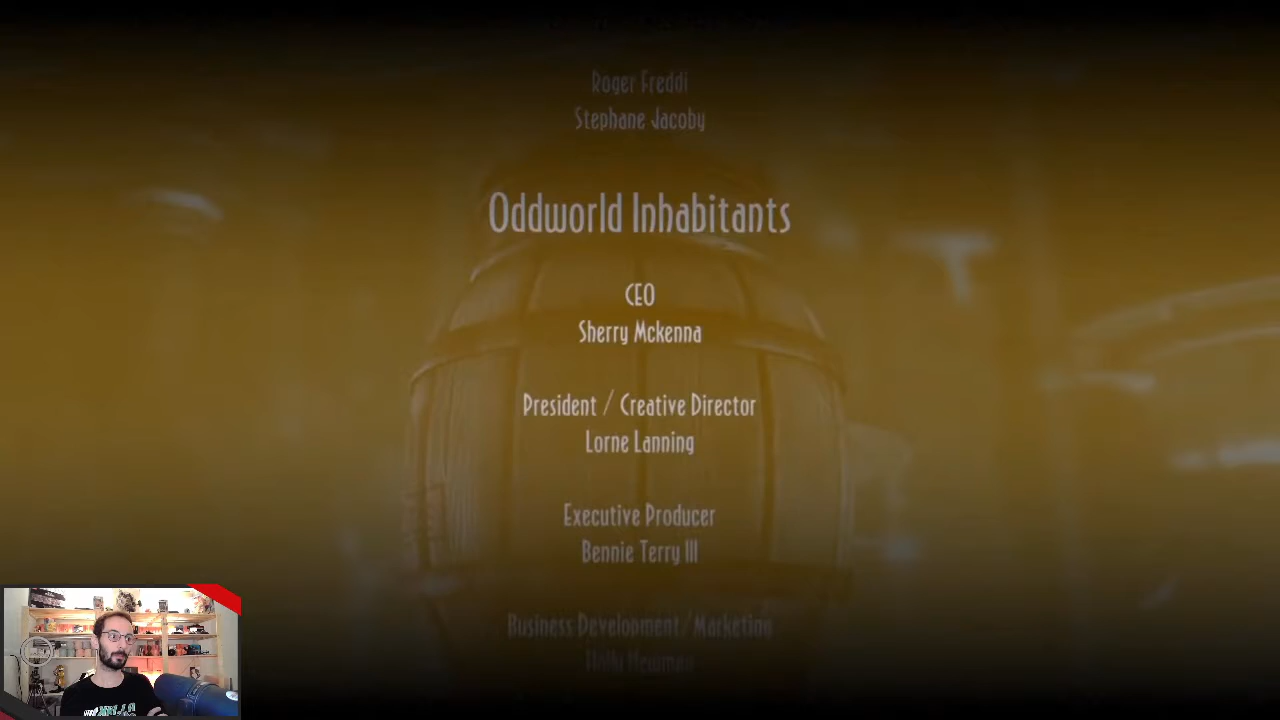 Roger Freddi
Stephane Jacoby
Oddworld Inhabitants
CEO
Sherry Mckenna
President / Creative Director
Lorne Lanning
Executive Producer
Bennie Terry III
Business Development/Marketing